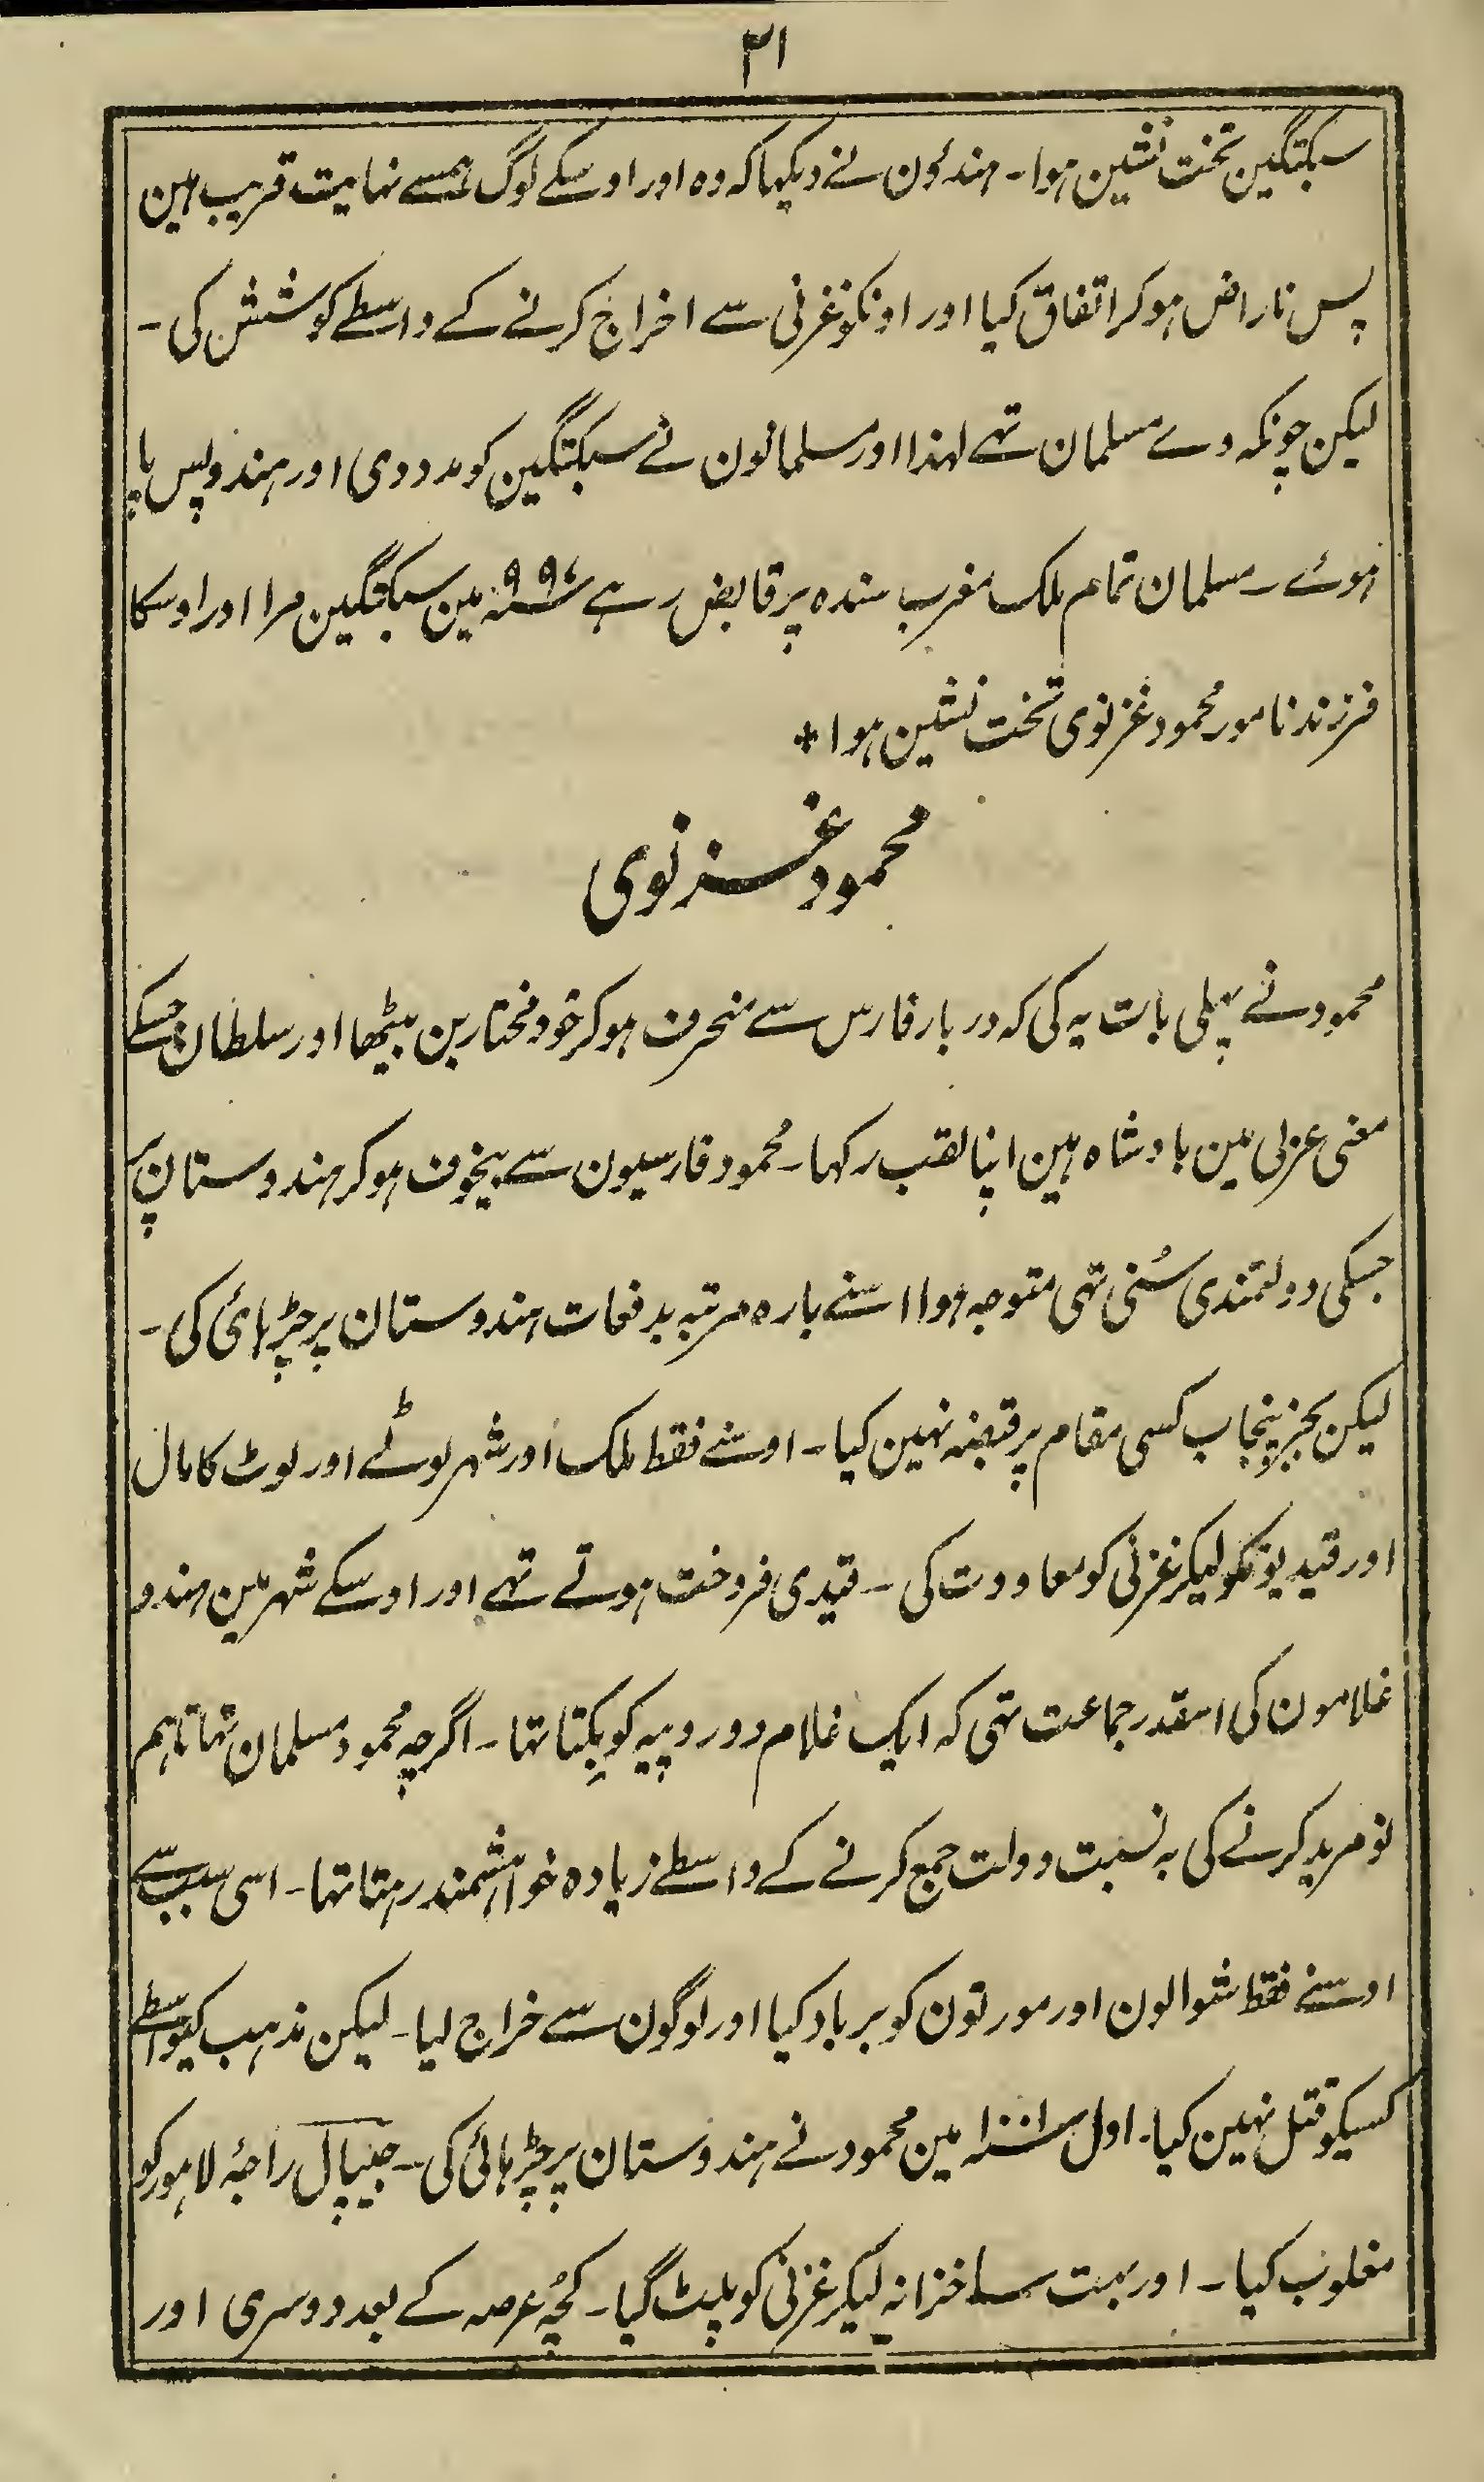 ۳۱
سبکتگین تخت نشین ہوا۔ ہندؤن نے دیکہا کہ وہ اور اوسکے لوگ ہمسے نہایت قریب ہین
پس ناراض ہوکر اتفاق کیا اور اونکو غزنی سے اخراج کرنے کے واسطے کوشش کی۔
لیکن چونکہ وے مسلمان تہے لہذا اور مسلمانون نے سبکتگین کو مدد دی اور ہندو پس پا
ہوئے۔ مسلمان تمام ملک مغرب سندہ پر قابض رہے ۹۹۷؁ مین سبکتگین مرا اور اوسکا
فرزند نامور محمود غزنوی تخت نشین ہوا *
محمود غزنوی
محمود نے پہلی بات یہ کی کہ دربار فارس سے منحرف ہوکر خود مختار بن بیٹھا اور سلطان جسکے
معنی عزلی مین بادشاہ ہین اپنا لقب رکہا۔ محمود فارسیون سے بیخوف ہوکر ہندوستان پر
جسکی دولتمندی سُنی تہی متوجہ ہوا اسنے بارہ مرتبہ بدفعات ہندوستان پر چڑہائی کی۔
لیکن بجز پنجاب کسی مقام پر قبضہ نہین کیا۔ اوسنے فقط ملک اور شہر لوٹے اور لوٹ کا مال
اور قیدیونکو لیکر غزنی کو معاودت کی۔ قیدی فروخت ہوتے تہے اور اوسکے شہر مین ہندو
غلامون کی اسقدر جماعت تہی کہ ایک غلام دو روپیہ کو بِکتا تہا۔ اگرچہ محمود مسلمان تہا تاہم
نو مرید کرنے کی بہ نسبت دولت جمع کرنے کے واسطے زیادہ خواہشمند رہتا تہا۔ اسی سبب سے
اوسنے فقط شوالون اور مورتون کو برباد کیا اور لوگون سے خراج لیا۔ لیکن مذہب کیواسطے
کسیکو قتل نہین کیا۔ اول ۱۰۰۱؁ مین محمود نے ہندوستان پر چڑہائی کی۔ جیپال راجۂ لاہور کو
مغلوب کیا۔ اور بہت سا خزانہ لیکر غزنی کو پلٹ گیا۔ کچُہ عرصہ کے بعد دوسری اور